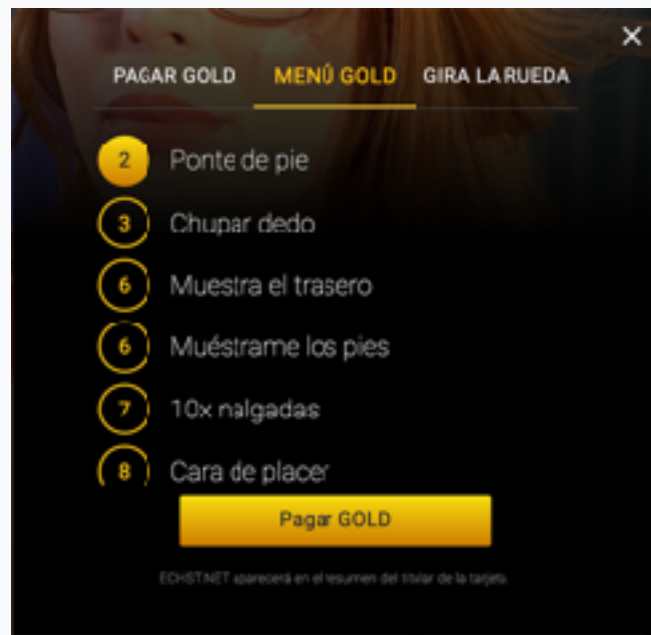 PAGAR GOLD MENÚ GOLD GIRA LA RUEDA
2 Ponte de pie
3 Chupar dedo
6 Muestra el trasero
6 Muéstrame los pies
7 10x nalgadas
8 Cara de placer
Pagar GOLD
ECHST.NET aparecerá en el resumen del titular de la tarjeta.